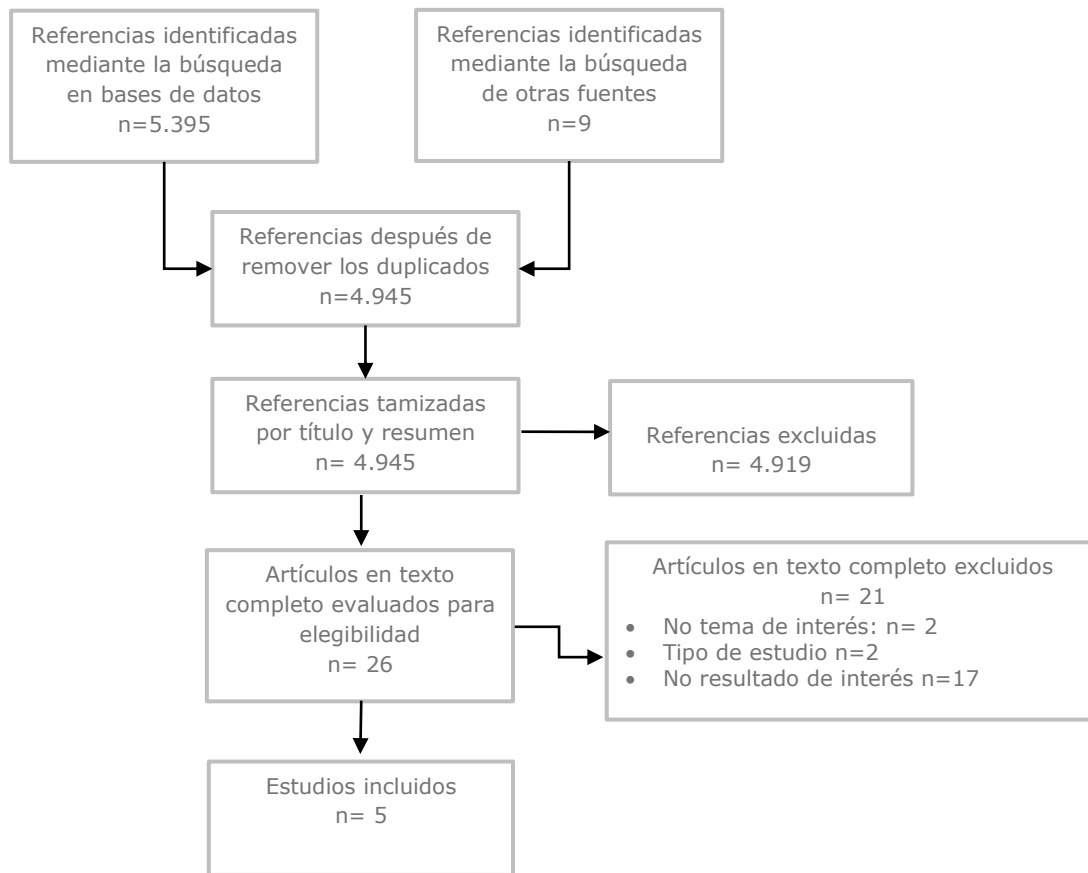 Referencias identificadas
mediante la búsqueda
en bases de datos
n=5.395
Referencias identificadas
mediante la búsqueda
de otras fuentes
n=9
Referencias después de
remover los duplicados
n=4.945
Referencias tamizadas
por título y resumen
n= 4.945
Referencias excluidas
n= 4.919
Artículos en texto
completo evaluados para
elegibilidad
n= 26
Artículos en texto completo excluidos
n= 21
• No tema de interés: n= 2
• Tipo de estudio n=2
• No resultado de interés n=17
Estudios incluidos
n= 5